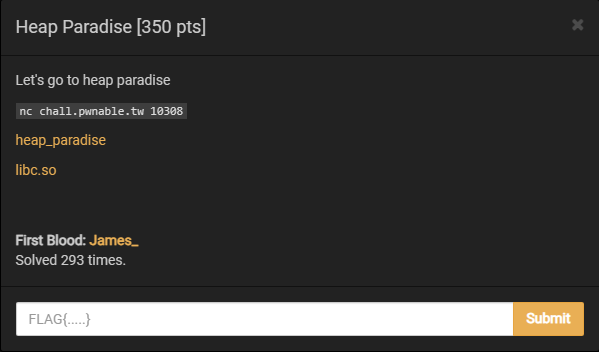 Heap Paradise [350 pts]
×
Let's go to heap paradise
nc chall.pwnable.tw 10308
heap_paradise
libc.so
First Blood: James_
Solved 293 times.
FLAG{.....}
Submit